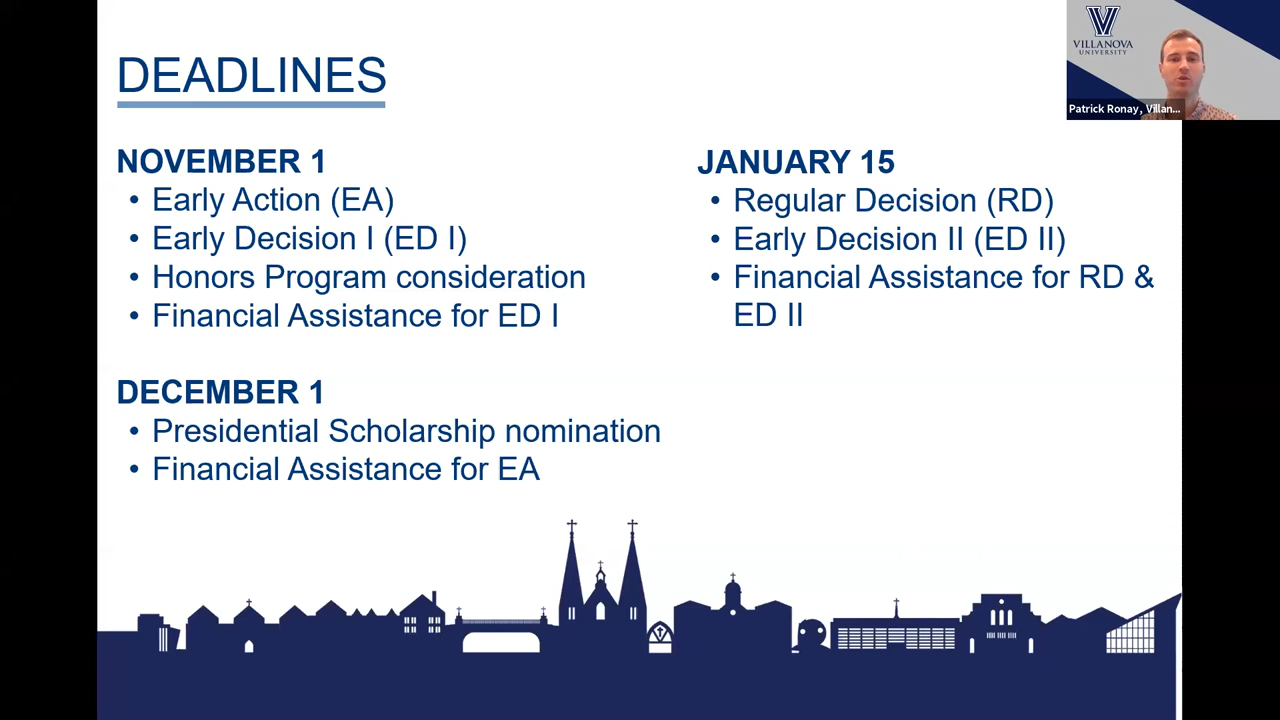 DEADLINES
NOVEMBER 1
• Early Action (EA)
• Early Decision I (ED I)
• Honors Program consideration
• Financial Assistance for ED I
DECEMBER 1
• Presidential Scholarship nomination
• Financial Assistance for EA
JANUARY 15
• Regular Decision (RD)
• Early Decision II (ED II)
• Financial Assistance for RD &
ED II
V
VILLANOVA
UNIVERSITY
Patrick Ronay, Villan...